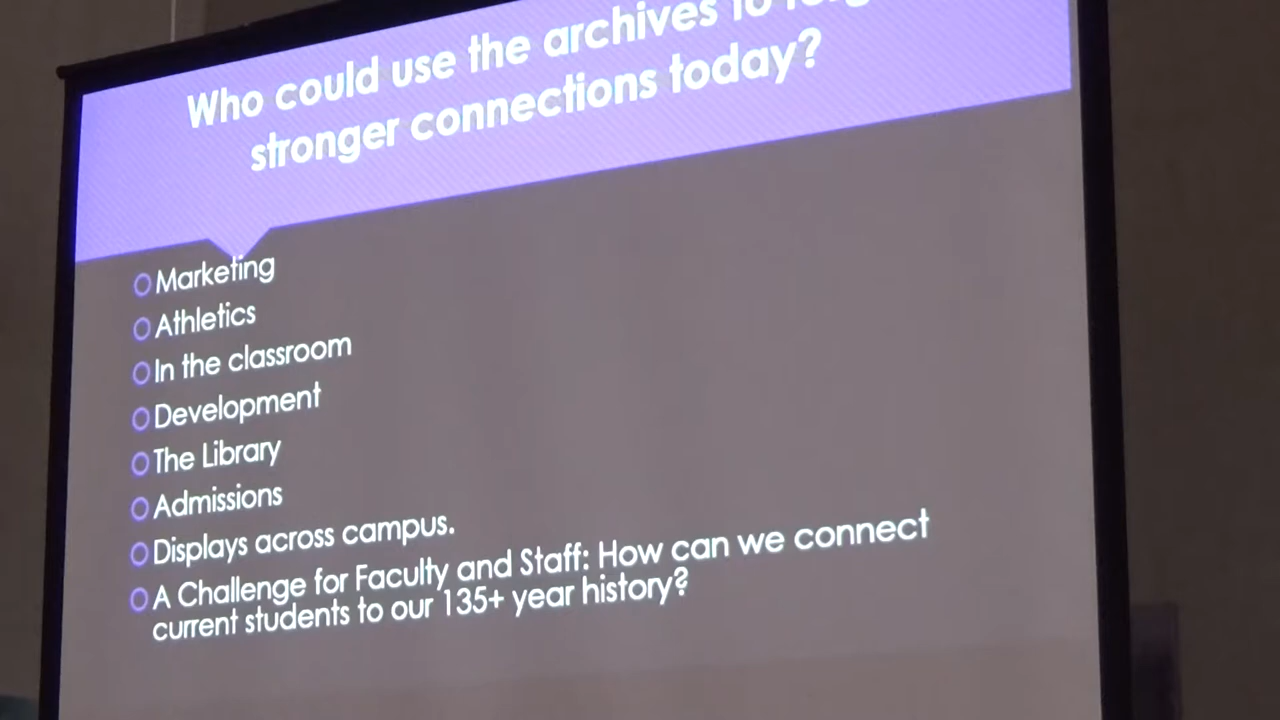 Who could use the archives to
stronger connections today?
Marketing
Athletics
In the classroom
Development
The Library
Admissions
Displays across campus.
A Challenge for Faculty and Staff: How can we connect
current students to our 135+ year history?